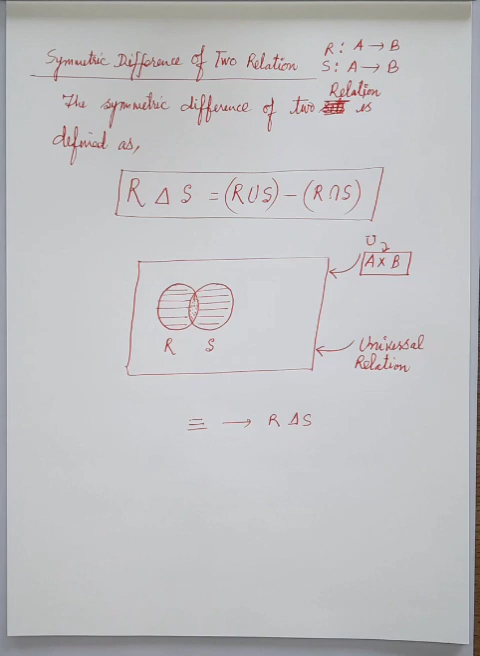 Symmetric Difference of Two Relation
R : A → B
S : A → B
The symmetric difference of two Relation is
defined as,
R Δ S = (R ∪ S) − (R ∩ S)
U
A × B
R S
Universal
Relation
≡ → R Δ S